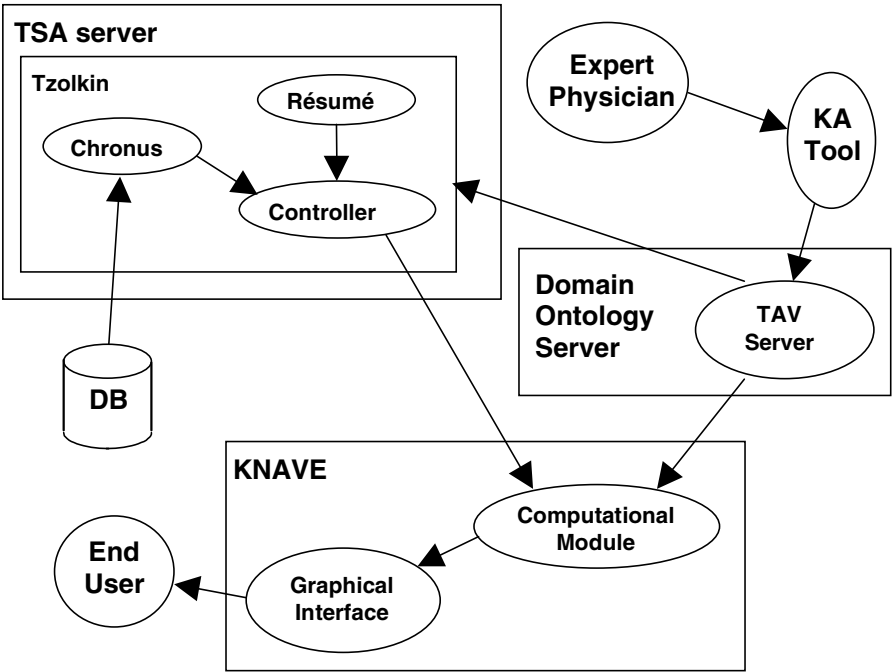 TSA server
Tzolkin
Résumé
Chronus
Controller
Expert
Physician
KA
Tool
Domain
Ontology
Server
TAV
Server
DB
KNAVE
Computational
Module
Graphical
Interface
End
User